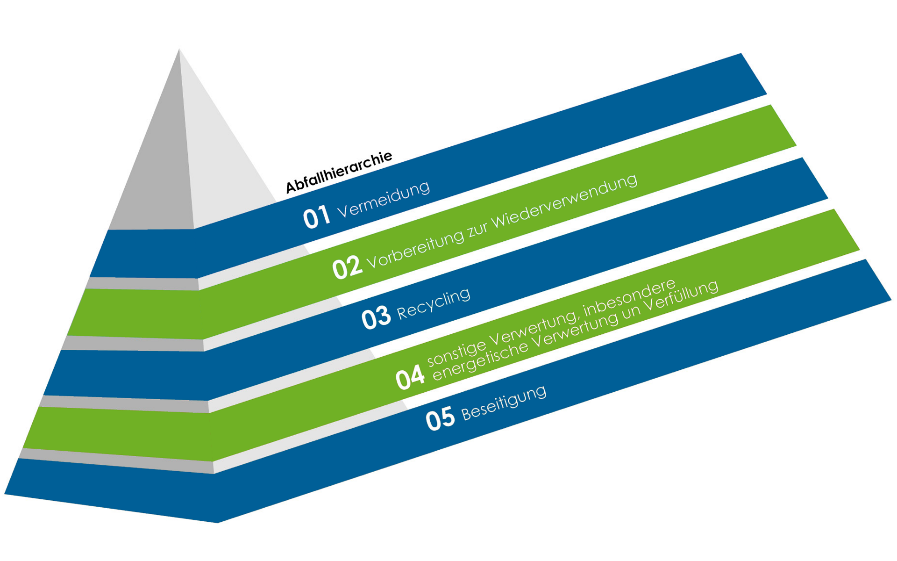 Abfallhierarchie
01 Vermeidung
02 Vorbereitung zur Wiederverwendung
03 Recycling
04 sonstige Verwertung, inbesondere
energetische Verwertung un Verfüllung
05 Beseitigung